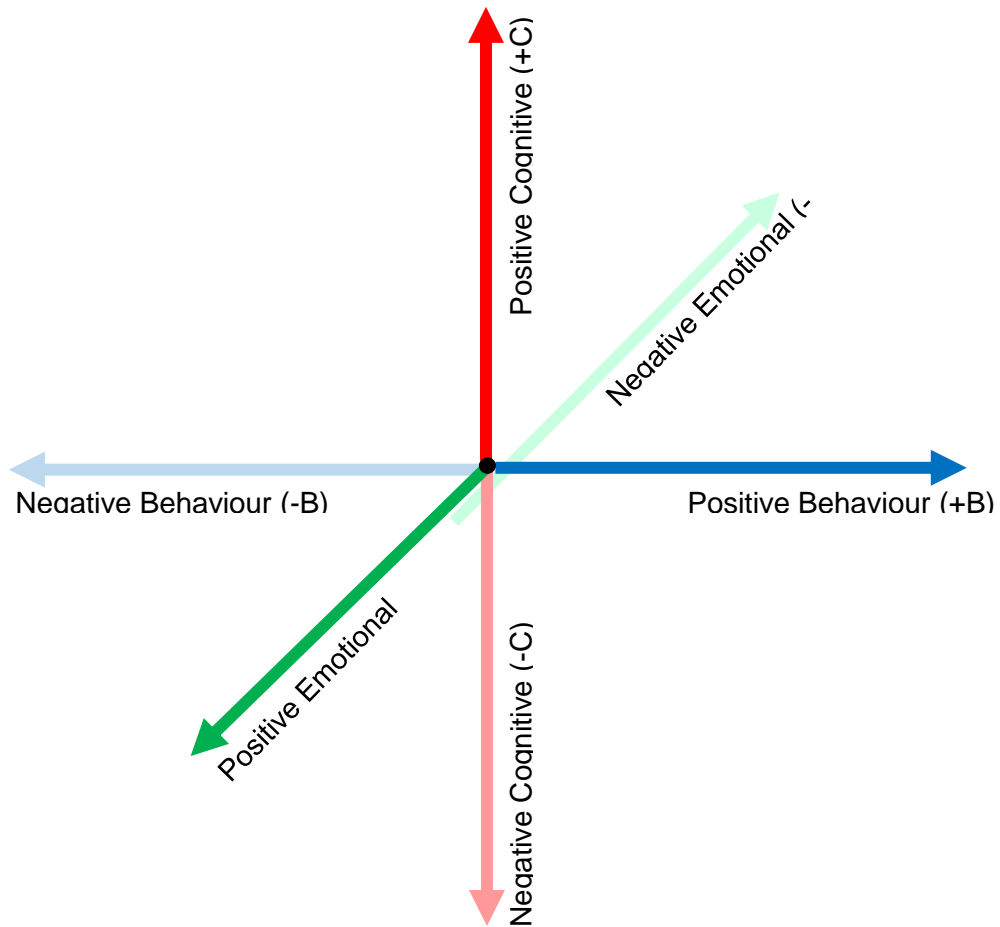 Positive Cognitive (+C)
Negative Emotional (-
Negative Behaviour (-B)
Positive Behaviour (+B)
Positive Emotional
Negative Cognitive (-C)